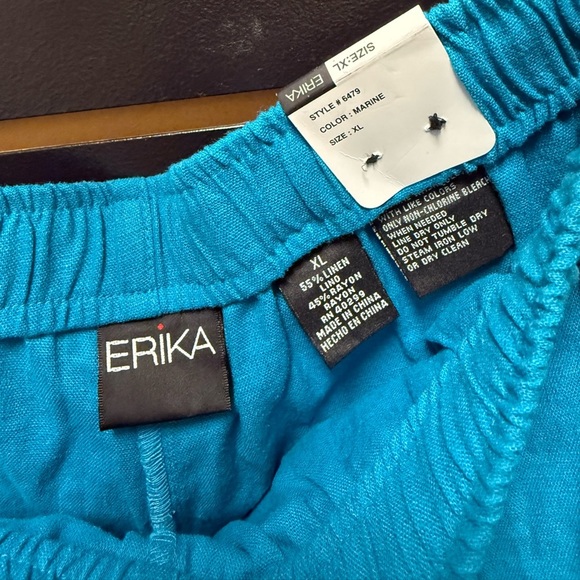 SIZE:XL
ERIKA
STYLE # 6479
COLOR : MARINE
SIZE : XL
WITH LIKE COLORS
ONLY NON-CHLORINE BLEACH
WHEN NEEDED
LINE DRY ONLY
DO NOT TUMBLE DRY
STEAM IRON LOW
OR DRY CLEAN
XL
55% LINEN
LINO
45% RAYON
RAYON
RN 40299
MADE IN CHINA
HECHO EN CHINA
ERiKA